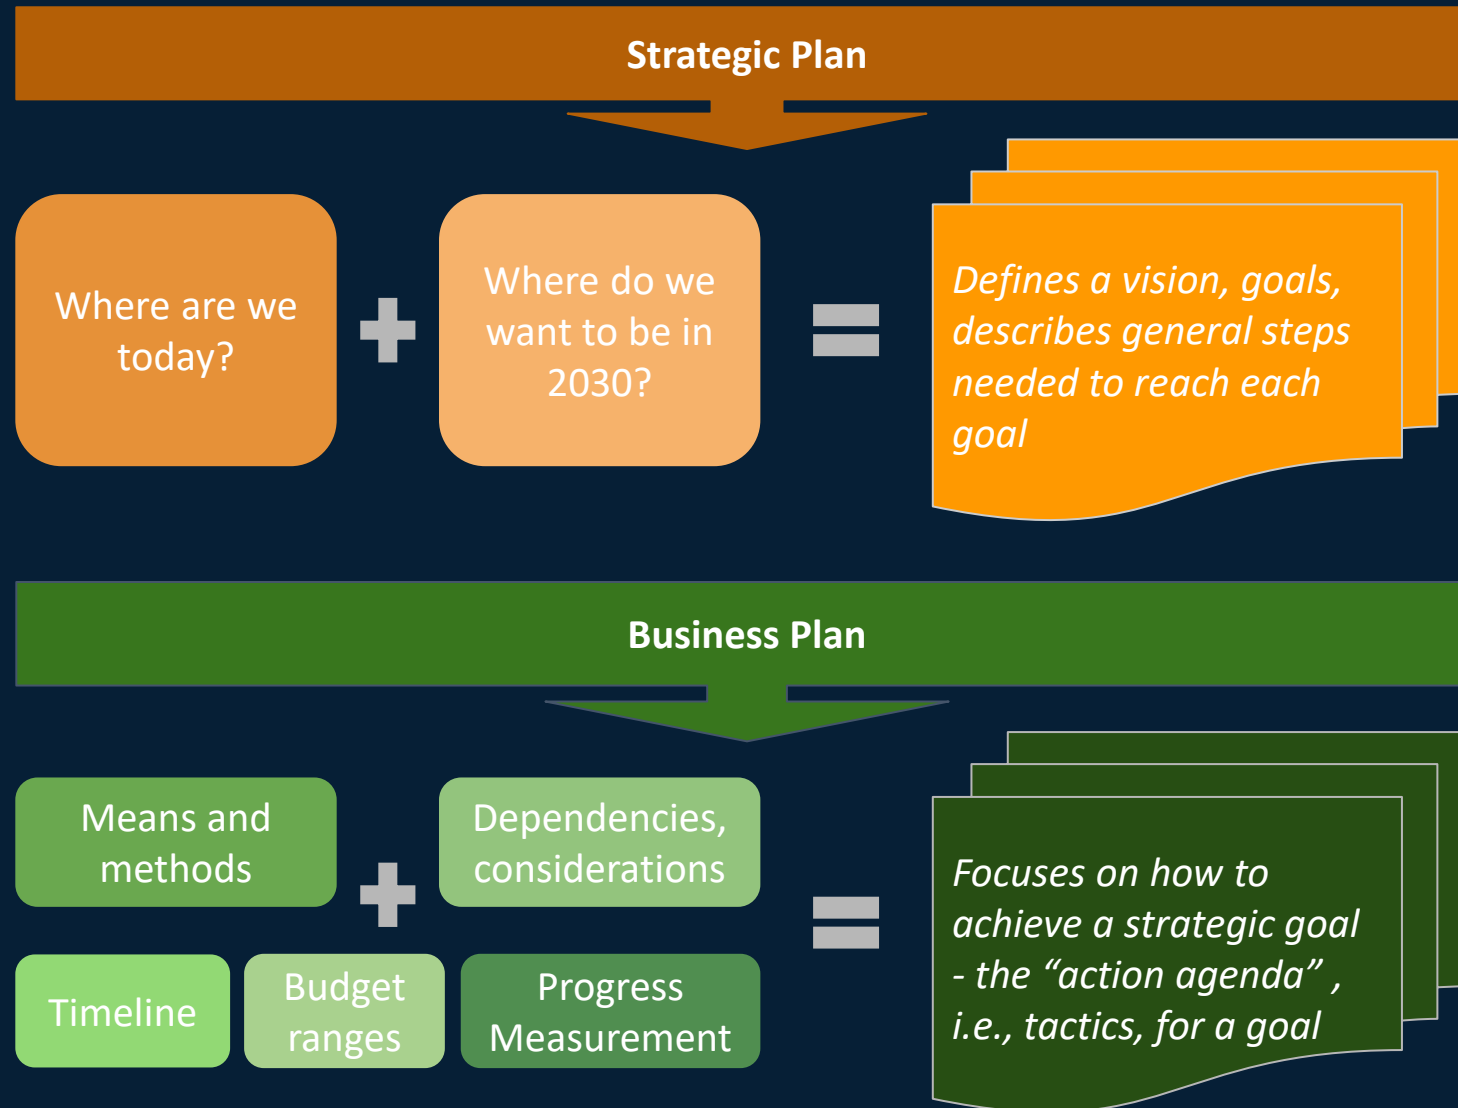 Strategic Plan
Where are we
today?
Where do we
want to be in
2030?
Defines a vision, goals,
describes general steps
needed to reach each
goal
Business Plan
Means and
methods
Dependencies,
considerations
Timeline
Budget
ranges
Progress
Measurement
Focuses on how to
achieve a strategic goal
- the “action agenda” ,
i.e., tactics, for a goal